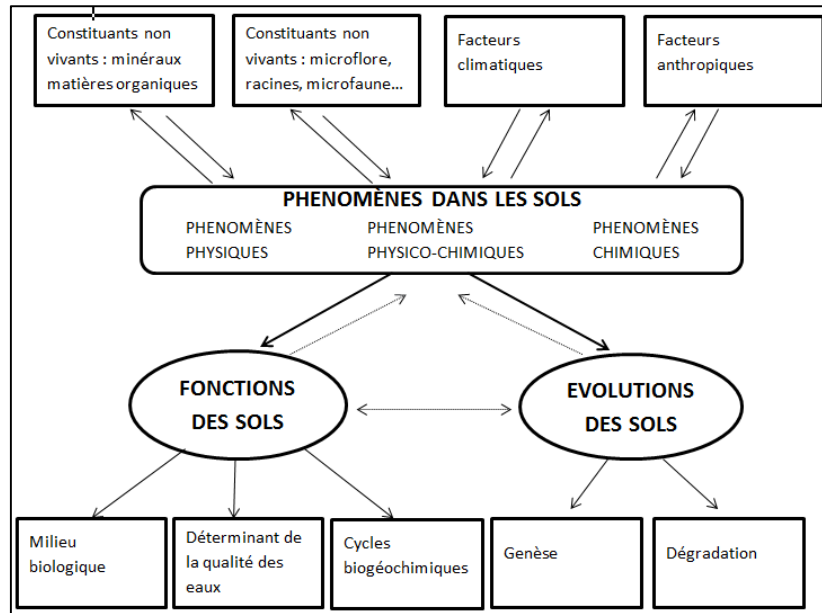 Constituants non
vivants : minéraux
matières organiques
Constituants non
vivants : microflore,
racines, microfaune...
Facteurs
climatiques
Facteurs
anthropiques
PHENOMÈNES DANS LES SOLS
PHENOMÈNES
PHYSIQUES
PHENOMÈNES
PHYSICO-CHIMIQUES
PHENOMÈNES
CHIMIQUES
FONCTIONS
DES SOLS
EVOLUTIONS
DES SOLS
Milieu
biologique
Déterminant de
la qualité des
eaux
Cycles
biogéochimiques
Genèse
Dégradation